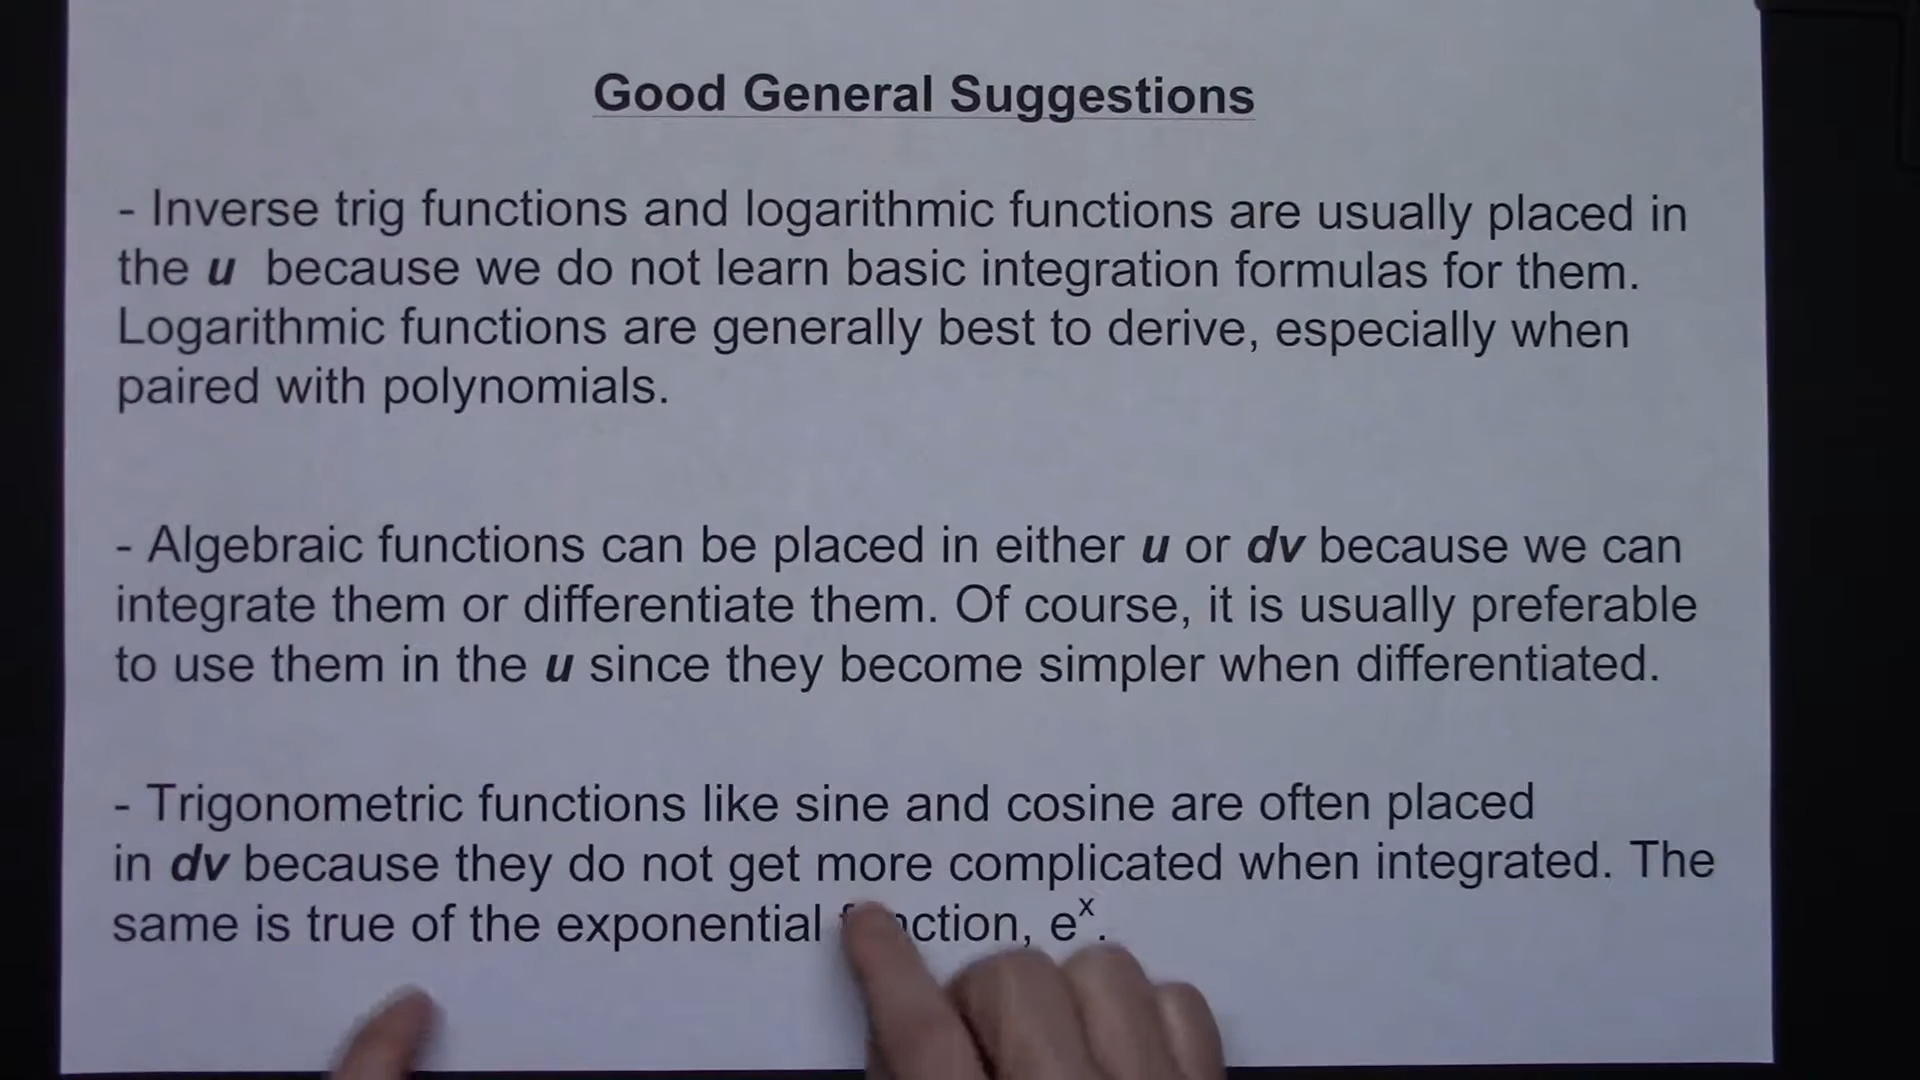 Good General Suggestions
- Inverse trig functions and logarithmic functions are usually placed in
the u because we do not learn basic integration formulas for them.
Logarithmic functions are generally best to derive, especially when
paired with polynomials.
- Algebraic functions can be placed in either u or dv because we can
integrate them or differentiate them. Of course, it is usually preferable
to use them in the u since they become simpler when differentiated.
- Trigonometric functions like sine and cosine are often placed
in dv because they do not get more complicated when integrated. The
same is true of the exponential function, eˣ.